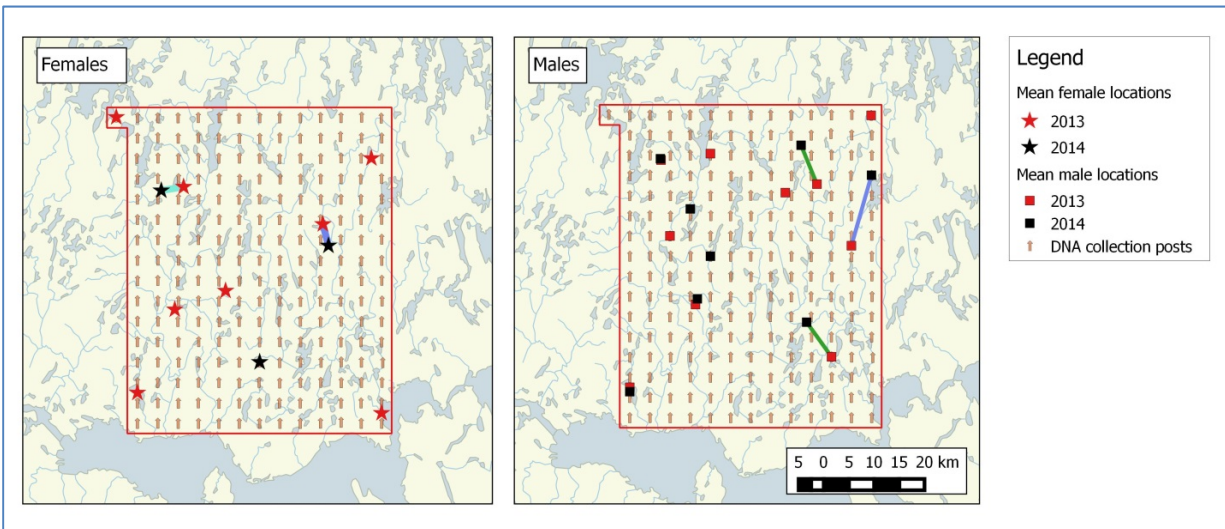 Females
Males
Legend
Mean female locations
2013
2014
Mean male locations
2013
2014
DNA collection posts
5 0 5 10 15 20 km